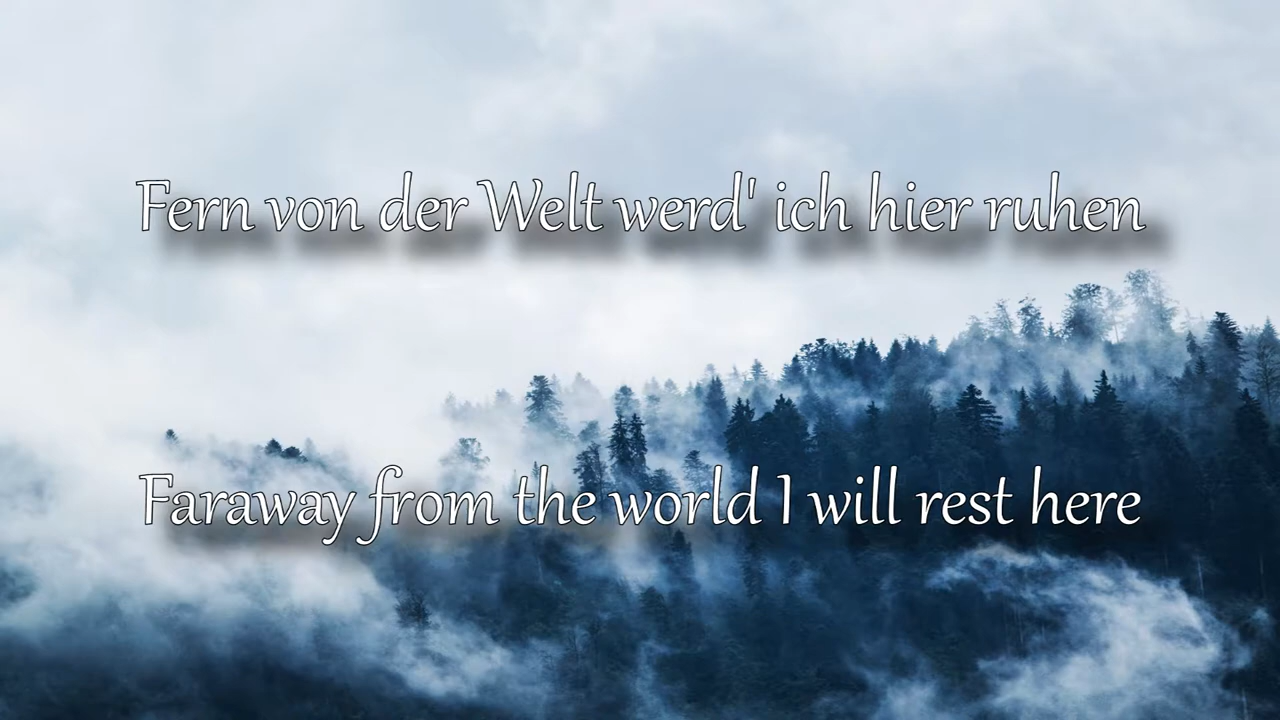 Fern von der Welt werd' ich hier ruhen
Faraway from the world I will rest here